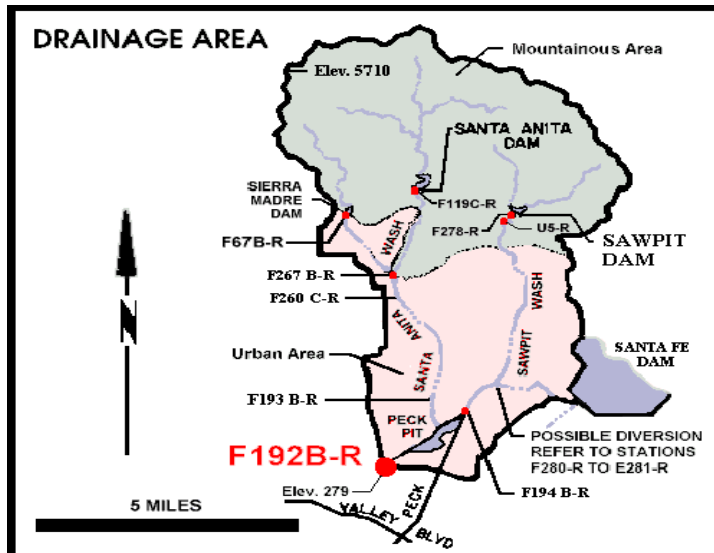 DRAINAGE AREA
Mountainous Area
Elev. 5710
SANTA ANITA
DAM
SIERRA
MADRE
DAM
F119C-R
F278-R
U5-R
F67B-R
WASH
SAWPIT
DAM
F267 B-R
F260 C-R
WASH
ANITA
SANTA
SAWPIT
SANTA FE
DAM
Urban Area
F193 B-R
PECK
PIT
POSSIBLE DIVERSION
REFER TO STATIONS
F280-R TO E281-R
F192B-R
Elev. 279
F194 B-R
N
5 MILES
PECK
VALLEY BLVD